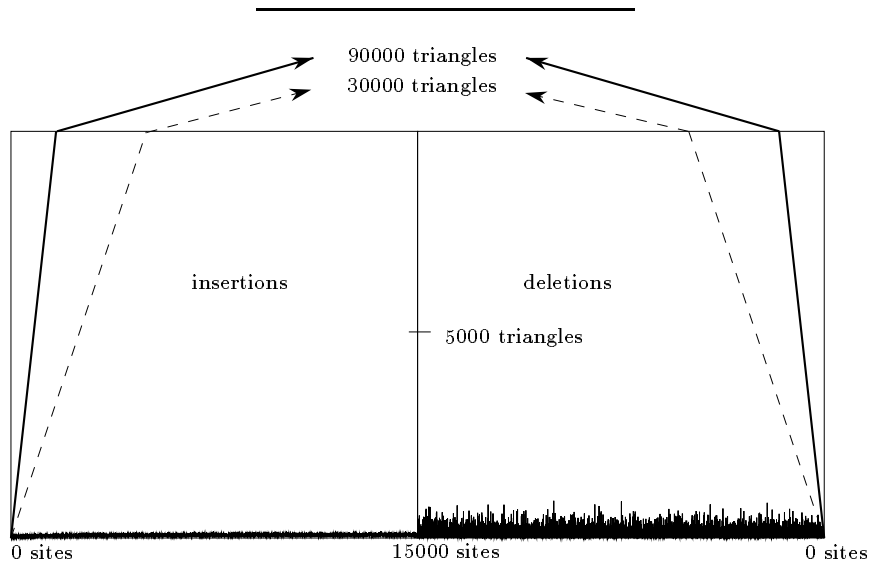 90000 triangles
30000 triangles
insertions
deletions
5000 triangles
0 sites
15000 sites
0 sites